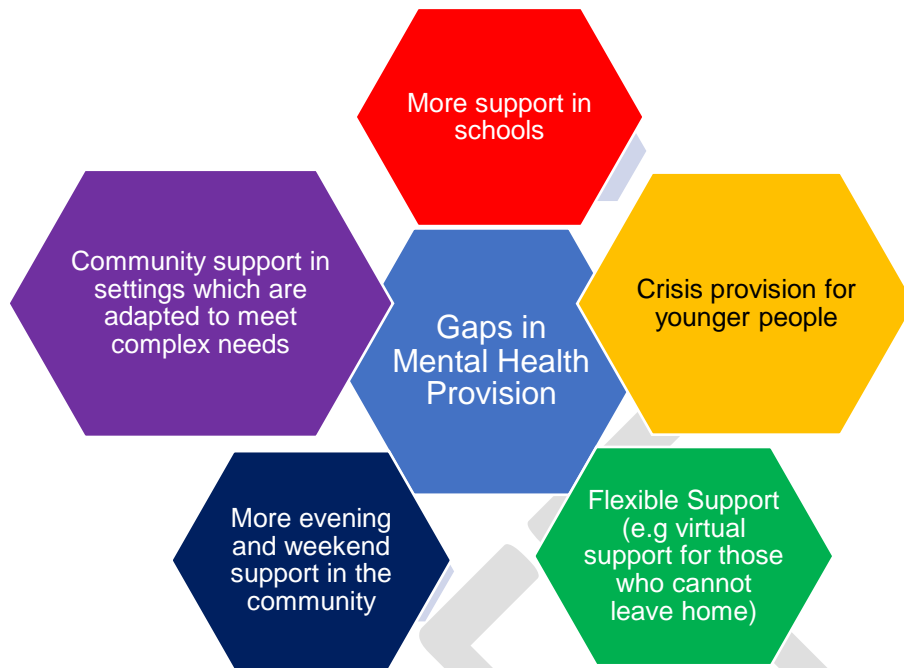 More support in
schools
Community support in
settings which are
adapted to meet
complex needs
Crisis provision for
younger people
Gaps in
Mental Health
Provision
More evening
and weekend
support in the
community
Flexible Support
(e.g virtual
support for those
who cannot
leave home)